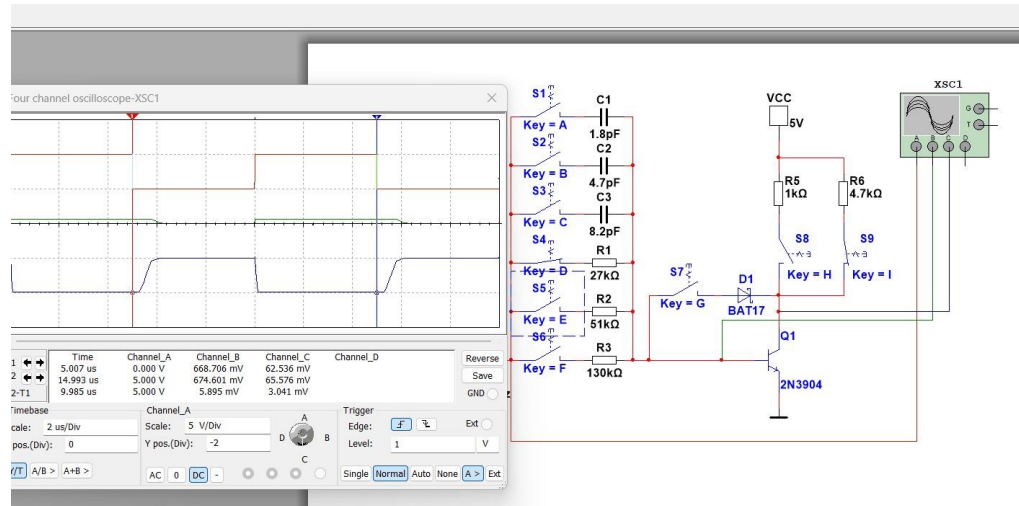 Four channel oscilloscope-XSC1
Time Channel_A Channel_B Channel_C Channel_D
1 5.007 us 0.000 V 668.706 mV 62.536 mV
2 14.993 us 5.000 V 674.601 mV 65.576 mV
2-T1 9.985 us 5.000 V 5.895 mV 3.041 mV
Reverse
Save
GND
Timebase
cale: 2 us/Div
pos.(Div): 0
Y/T A/B > A+B >
Channel_A
Scale: 5 V/Div
Y pos.(Div): -2
AC 0 DC -
A
D B
C
Trigger
Edge: Ext
Level: 1 V
Single Normal Auto None A > Ext
S1
Key = A
C1
1.8pF
S2
Key = B
C2
4.7pF
S3
Key = C
C3
8.2pF
S4
Key = D
R1
27kΩ
S5
Key = E
R2
51kΩ
S6
Key = F
R3
130kΩ
S7
Key = G
D1
BAT17
VCC
5V
R5
1kΩ
R6
4.7kΩ
S8
Key = H
S9
Key = I
Q1
2N3904
XSC1
G
T
A B C D